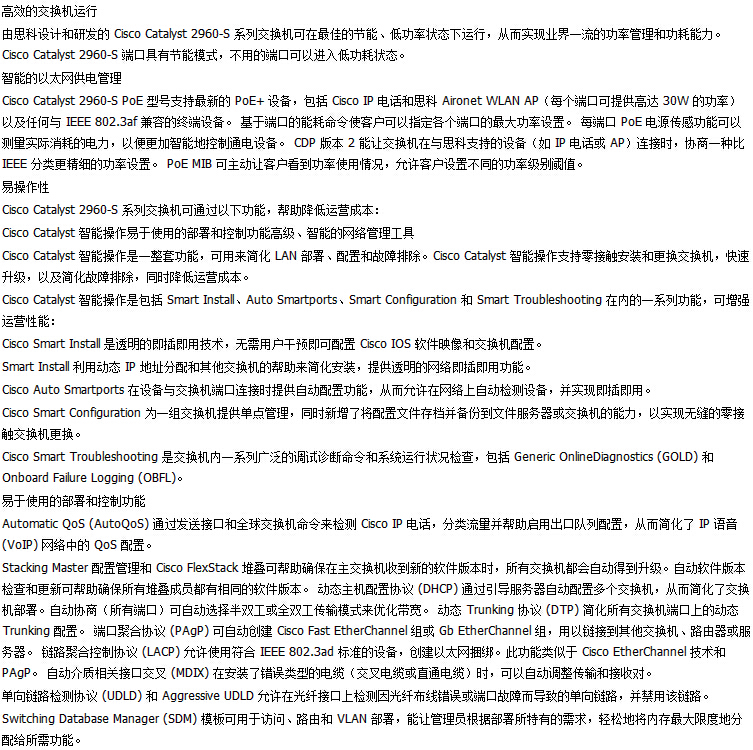 高效的交换机运行
由思科设计和研发的 Cisco Catalyst 2960-S 系列交换机可在最佳的节能、低功率状态下运行，从而实现业界一流的功率管理和功耗能力。
Cisco Catalyst 2960-S 端口具有节能模式，不用的端口可以进入低功耗状态。
智能的以太网供电管理
Cisco Catalyst 2960-S PoE 型号支持最新的 PoE+ 设备，包括 Cisco IP 电话和思科 Aironet WLAN AP（每个端口可提供高达 30W 的功率）
以及任何与 IEEE 802.3af 兼容的终端设备。 基于端口的能耗命令使客户可以指定各个端口的最大功率设置。 每端口 PoE 电源传感功能可以
测量实际消耗的电力，以便更加智能地控制通电设备。 CDP 版本 2 能让交换机在与思科支持的设备（如 IP 电话或 AP）连接时，协商一种比
IEEE 分类更精细的功率设置。 PoE MIB 可主动让客户看到功率使用情况，允许客户设置不同的功率级别阈值。
易操作性
Cisco Catalyst 2960-S 系列交换机可通过以下功能，帮助降低运营成本：
Cisco Catalyst 智能操作易于使用的部署和控制功能高级、智能的网络管理工具
Cisco Catalyst 智能操作是一整套功能，可用来简化 LAN 部署、配置和故障排除。Cisco Catalyst 智能操作支持零接触安装和更换交换机，快速
升级，以及简化故障排除，同时降低运营成本。
Cisco Catalyst 智能操作是包括 Smart Install、Auto Smartports、Smart Configuration 和 Smart Troubleshooting 在内的一系列功能，可增强
运营性能：
Cisco Smart Install 是透明的即插即用技术，无需用户干预即可配置 Cisco IOS 软件映像和交换机配置。
Smart Install 利用动态 IP 地址分配和其他交换机的帮助来简化安装，提供透明的网络即插即用功能。
Cisco Auto Smartports 在设备与交换机端口连接时提供自动配置功能，从而允许在网络上自动检测设备，并实现即插即用。
Cisco Smart Configuration 为一组交换机提供单点管理，同时新增了将配置文件存档并备份到文件服务器或交换机的能力，以实现无缝的零接
触交换机更换。
Cisco Smart Troubleshooting 是交换机内一系列广泛的调试诊断命令和系统运行状况检查，包括 Generic OnlineDiagnostics (GOLD) 和
Onboard Failure Logging (OBFL)。
易于使用的部署和控制功能
Automatic QoS (AutoQoS) 通过发送接口和全球交换机命令来检测 Cisco IP 电话，分类流量并帮助启用出口队列配置，从而简化了 IP 语音
(VoIP) 网络中的 QoS 配置。
Stacking Master 配置管理和 Cisco FlexStack 堆叠可帮助确保在主交换机收到新的软件版本时，所有交换机都会自动得到升级。自动软件版本
检查和更新可帮助确保所有堆叠成员都有相同的软件版本。 动态主机配置协议 (DHCP) 通过引导服务器自动配置多个交换机，从而简化了交换
机部署。自动协商（所有端口）可自动选择半双工或全双工传输模式来优化带宽。 动态 Trunking 协议 (DTP) 简化所有交换机端口上的动态
Trunking 配置。 端口聚合协议 (PAgP) 可自动创建 Cisco Fast EtherChannel 组或 Gb EtherChannel 组，用以链接到其他交换机、路由器或服
务器。 链路聚合控制协议 (LACP) 允许使用符合 IEEE 802.3ad 标准的设备，创建以太网捆绑。此功能类似于 Cisco EtherChannel 技术和
PAgP。 自动介质相关接口交叉 (MDIX) 在安装了错误类型的电缆（交叉电缆或直通电缆）时，可以自动调整传输和接收对。
单向链路检测协议 (UDLD) 和 Aggressive UDLD 允许在光纤接口上检测因光纤布线错误或端口故障而导致的单向链路，并禁用该链路。
Switching Database Manager (SDM) 模板可用于访问、路由和 VLAN 部署，能让管理员根据部署所特有的需求，轻松地将内存最大限度地分
配给所需功能。